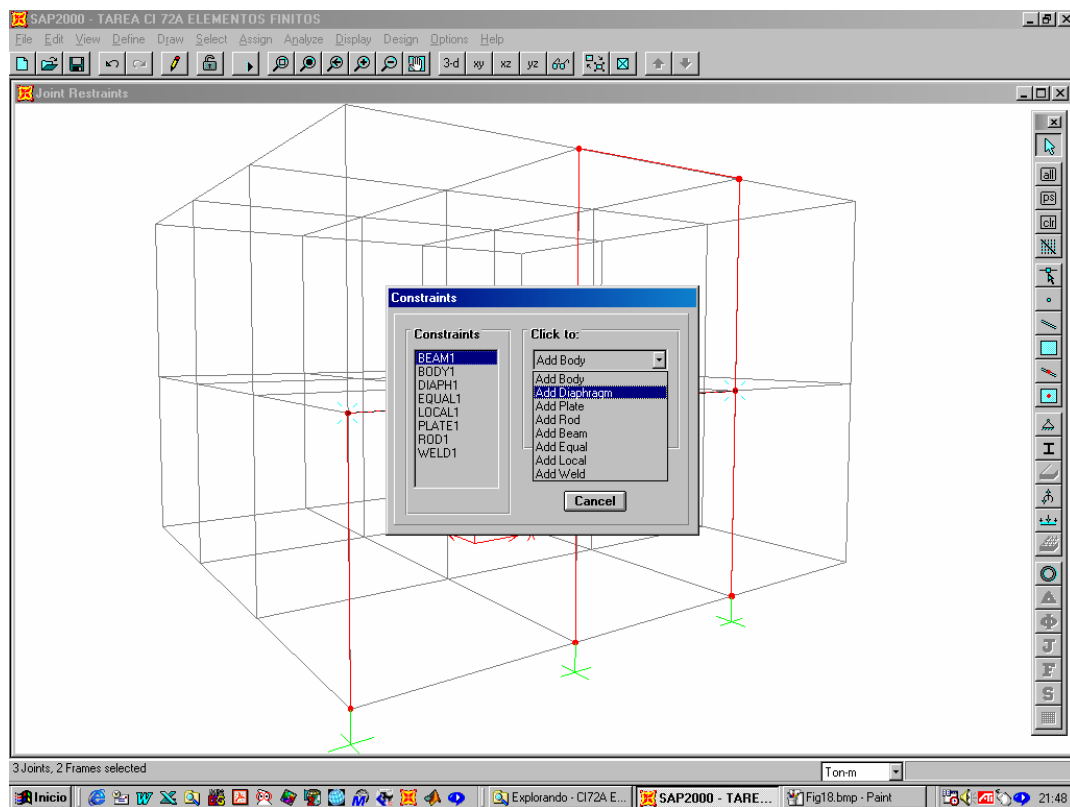 SAP2000 - TAREA CI 72A ELEMENTOS FINITOS
File Edit View Define Draw Select Assign Analyze Display Design Options Help
3-d xy xz yz
Joint Restraints
all
ps
clr
Constraints
Constraints
BEAM1
BODY1
DIAPH1
EQUAL1
LOCAL1
PLATE1
ROD1
WELD1
Click to:
Add Body
Add Body
Add Diaphragm
Add Plate
Add Rod
Add Beam
Add Equal
Add Local
Add Weld
Cancel
J
F
S
3 Joints, 2 Frames selected
Ton-m
Inicio
Explorando - CI72A E...
SAP2000 - TARE...
Fig18.bmp - Paint
21:48